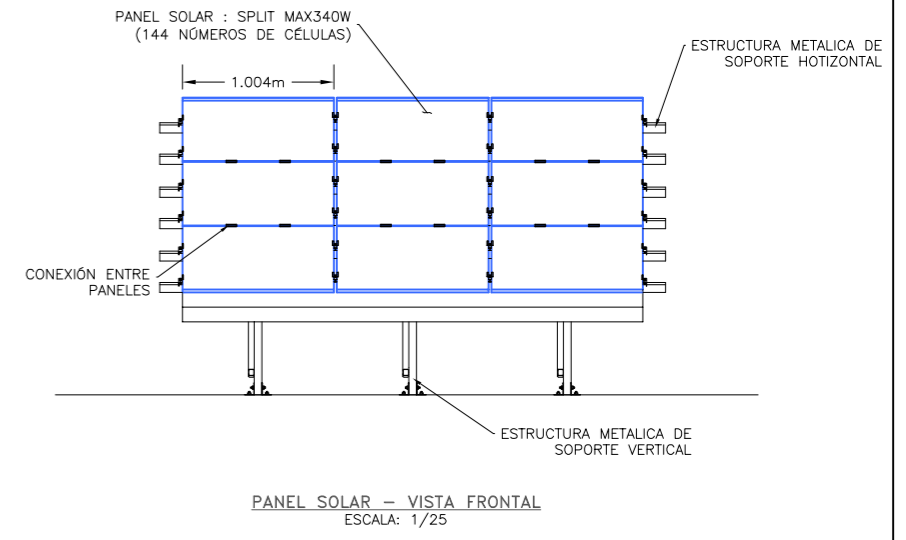 PANEL SOLAR : SPLIT MAX340W
(144 NÚMEROS DE CÉLULAS)
ESTRUCTURA METALICA DE
SOPORTE HOTIZONTAL
1.004m
CONEXIÓN ENTRE
PANELES
ESTRUCTURA METALICA DE
SOPORTE VERTICAL
PANEL SOLAR – VISTA FRONTAL
ESCALA: 1/25